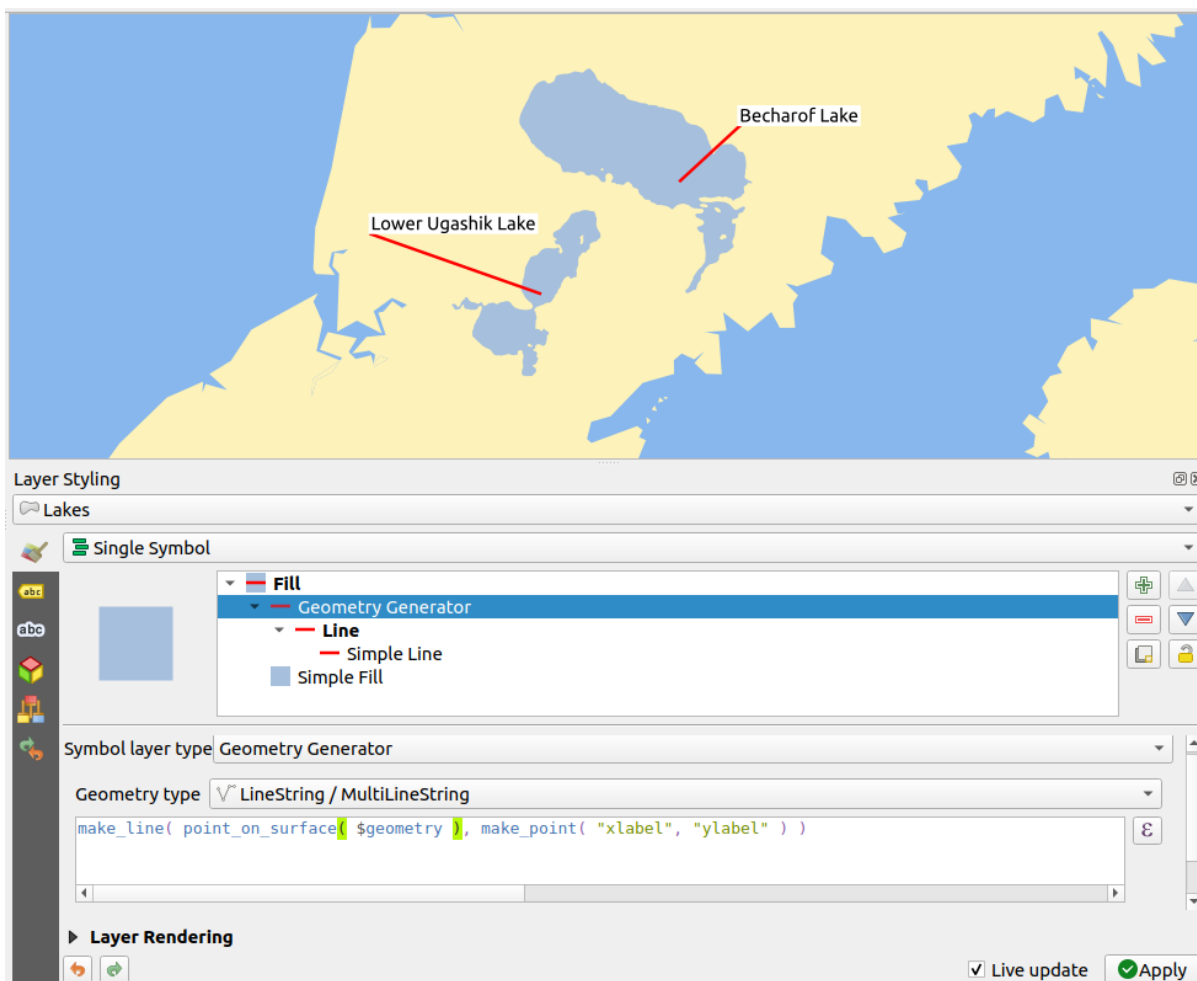 Becharof Lake
Lower Ugashik Lake
Layer Styling
Lakes
Single Symbol
abc
abc
Fill
Geometry Generator
Line
Simple Line
Simple Fill
Symbol layer type Geometry Generator
Geometry type LineString / MultiLineString
make_line( point_on_surface( $geometry ), make_point( "xlabel", "ylabel" ) )
ε
Layer Rendering
Live update Apply